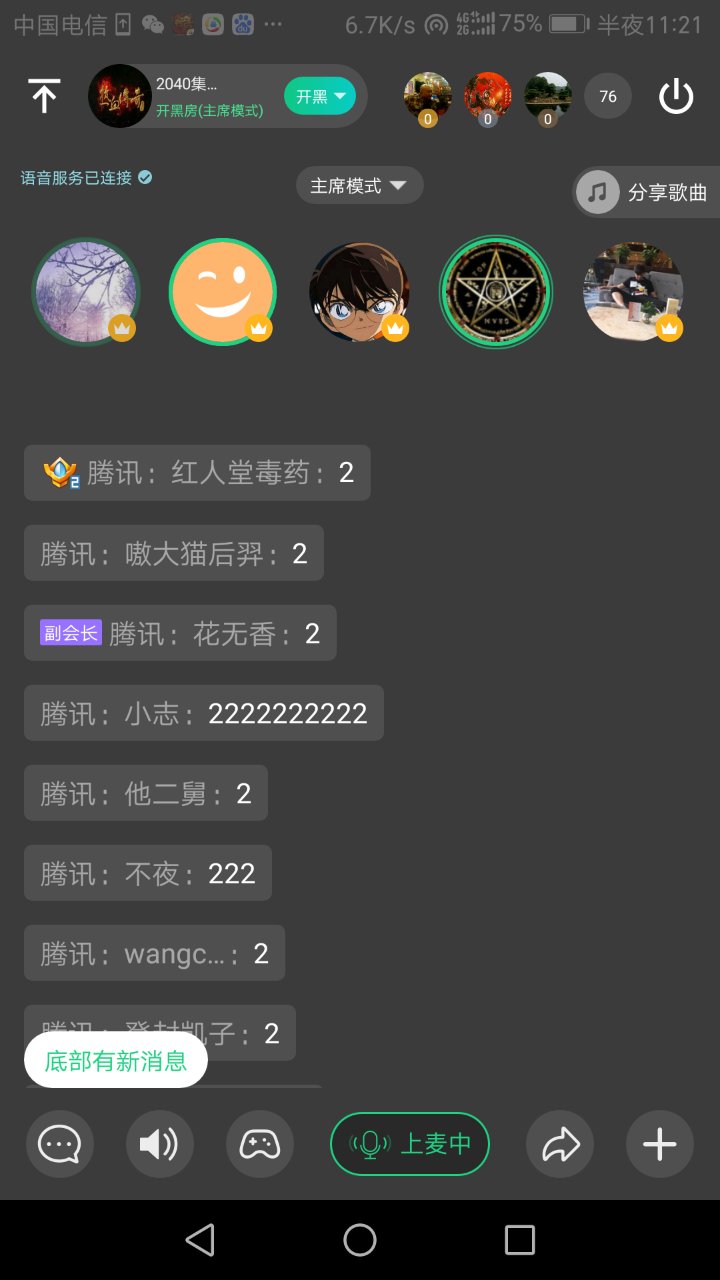 中国电信
6.7K/s 4G 2G 75% 半夜11:21
2040集...
开黑房(主席模式)
开黑
0
0
0
76
语音服务已连接
主席模式
分享歌曲
2 腾讯：红人堂毒药：2
腾讯：嗷大猫后羿：2
副会长 腾讯：花无香：2
腾讯：小志：2222222222
腾讯：他二舅：2
腾讯：不夜：222
腾讯：wangc...：2
腾讯：登封凯子：2
底部有新消息
上麦中